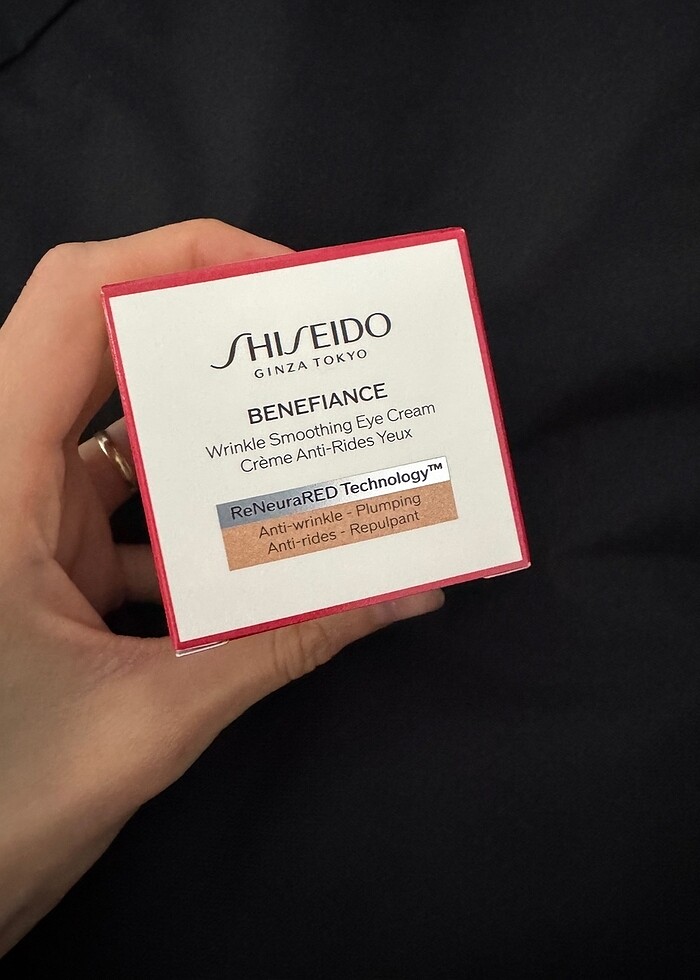 SHISEIDO
GINZA TOKYO
BENEFIANCE
Wrinkle Smoothing Eye Cream
Crème Anti-Rides Yeux
ReNeuraRED Technology™
Anti-wrinkle - Plumping
Anti-rides - Repulpant